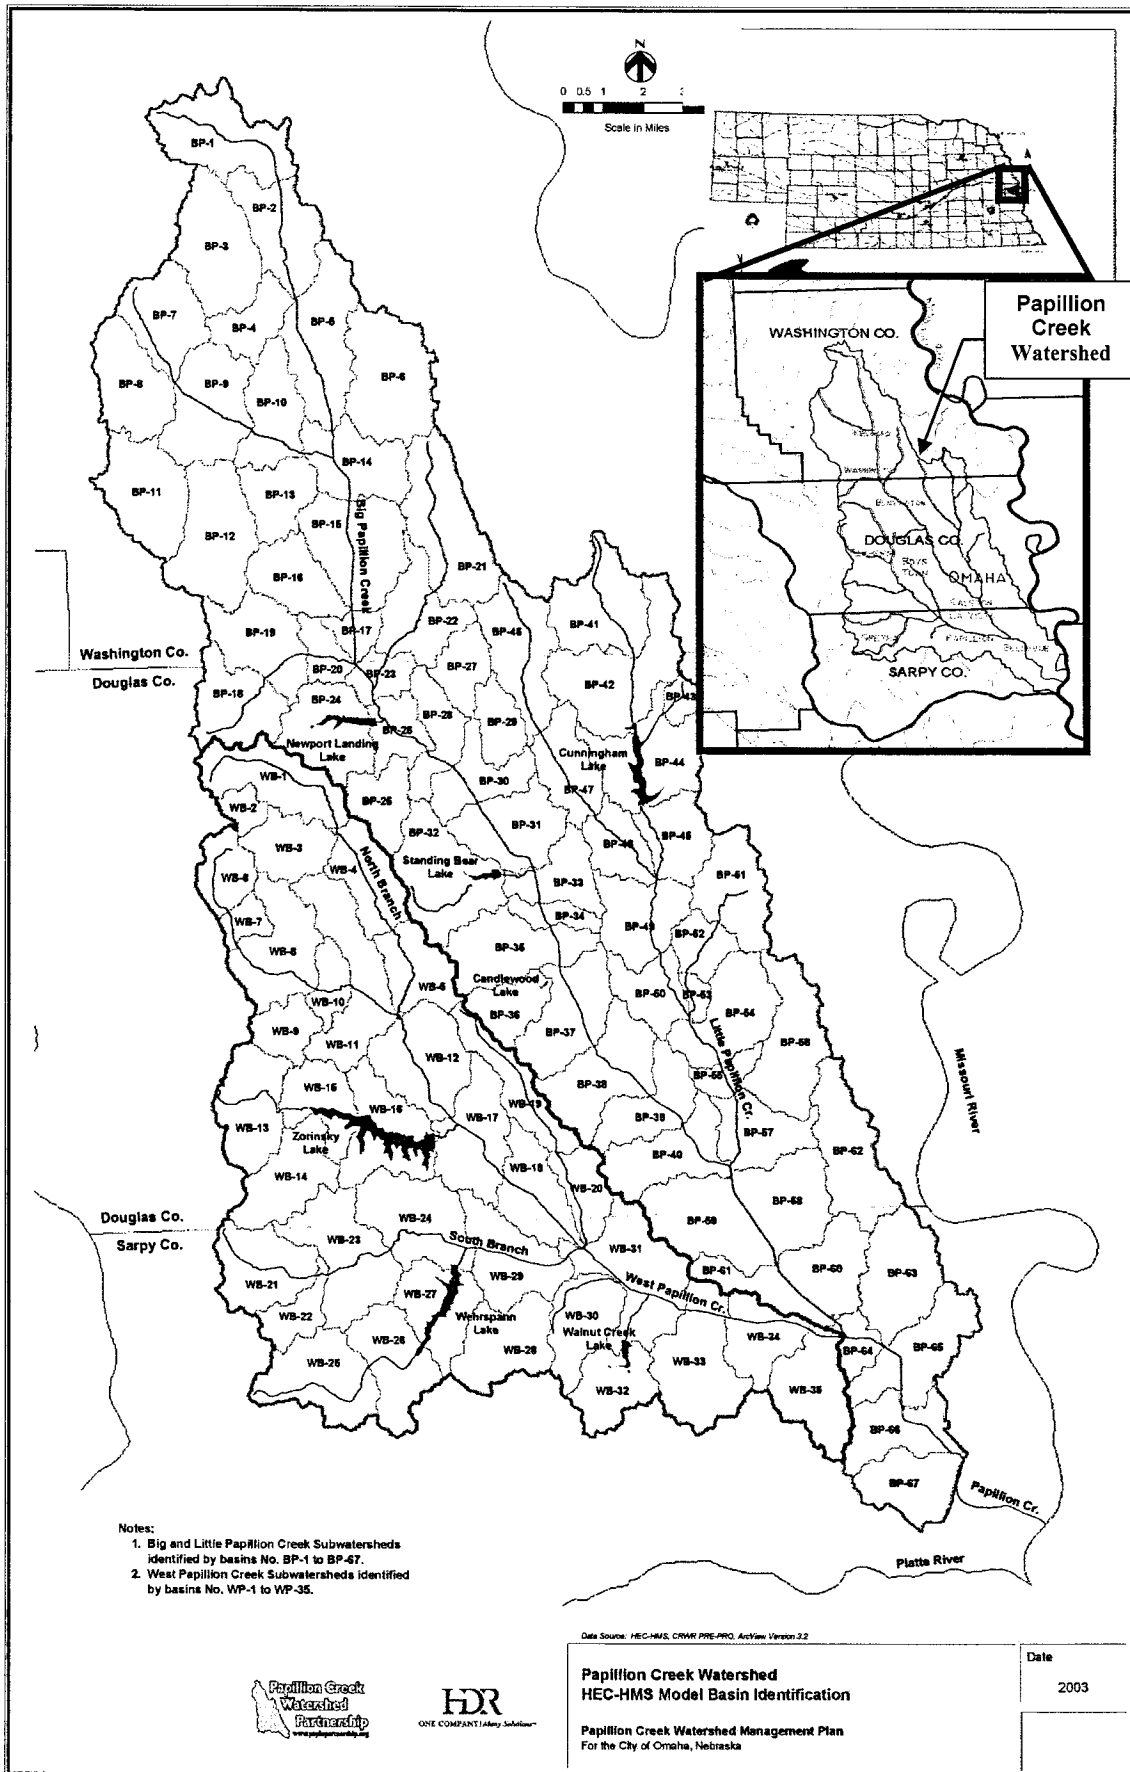 N
0 0.5 1 2 3
Scale in Miles
A
Papillion
Creek
Watershed
WASHINGTON CO.
DOUGLAS CO.
OMAHA
SARPY CO.
BP-1
BP-2
BP-3
BP-7
BP-4
BP-5
BP-8
BP-9
BP-10
BP-6
BP-14
BP-11
BP-13
BP-12
BP-15
Big Papillion Creek
BP-16
BP-21
BP-19
BP-17
BP-22
BP-41
Washington Co.
Douglas Co.
BP-20
BP-23
BP-27
BP-42
BP-18
BP-24
BP-28
BP-29
BP-43
Newport Landing
Lake
BP-26
Cunningham
Lake
BP-44
WB-1
BP-25
BP-30
BP-47
WB-2
BP-32
BP-31
WB-3
WB-4
North Branch
Standing Bear
Lake
BP-33
BP-51
WB-7
BP-34
BP-49
BP-52
BP-35
WB-5
Candlewood
Lake
BP-50
BP-53
BP-54
WB-10
BP-36
WB-9
BP-37
Little Papillion Cr.
WB-11
WB-12
BP-38
BP-55
WB-15
WB-16
WB-17
WB-19
BP-39
BP-57
Missouri River
WB-13
Zorinsky
Lake
BP-40
BP-62
WB-14
WB-18
WB-20
BP-58
Douglas Co.
Sarpy Co.
WB-24
WB-23
South Branch
BP-59
WB-31
WB-21
WB-29
BP-61
BP-60
BP-63
WB-22
WB-27
West Papillion Cr.
Wehrspann
Lake
WB-30
Walnut Creek
Lake
WB-34
WB-25
WB-26
WB-28
WB-33
BP-64
BP-65
WB-32
WB-35
BP-66
BP-67
Papillion Cr.
Platte River
Notes:
1. Big and Little Papillion Creek Subwatersheds
identified by basins No. BP-1 to BP-67.
2. West Papillion Creek Subwatersheds identified
by basins No. WP-1 to WP-35.
Data Source: HEC-HMS, CRWR PRE-PRO, ArcView Version 3.2
Papillion Creek
Watershed
Partnership
www.papiopartnership.org
HDR
ONE COMPANY | Many Solutions
Papillion Creek Watershed
HEC-HMS Model Basin Identification
Papillion Creek Watershed Management Plan
For the City of Omaha, Nebraska
Date
2003